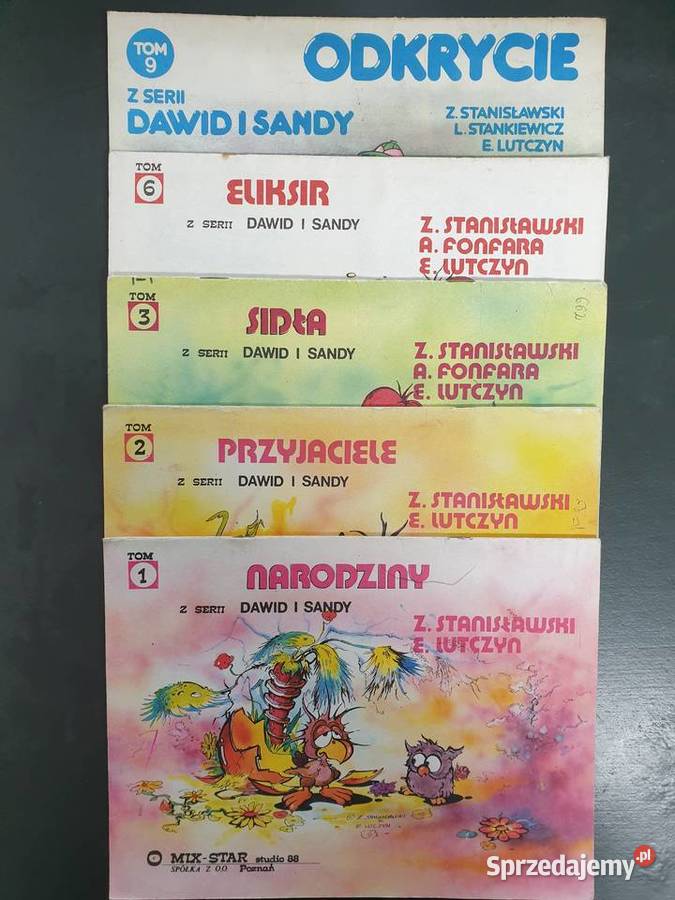 TOM
9
ODKRYCIE
Z SERII
DAWID I SANDY
Z. STANISŁAWSKI
L. STANKIEWICZ
E. LUTCZYN
TOM
6
ELIKSIR
Z SERII DAWID I SANDY
Z. STANISŁAWSKI
A. FONFARA
E. LUTCZYN
TOM
3
SIDŁA
Z SERII DAWID I SANDY
Z. STANISŁAWSKI
A. FONFARA
E. LUTCZYN
TOM
2
PRZYJACIELE
Z SERII DAWID I SANDY
Z. STANISŁAWSKI
E. LUTCZYN
TOM
1
NARODZINY
Z SERII DAWID I SANDY
Z. STANISŁAWSKI
E. LUTCZYN
MIX-STAR studio 88
SPÓŁKA Z O.O. Poznań
Sprzedajemy.pl